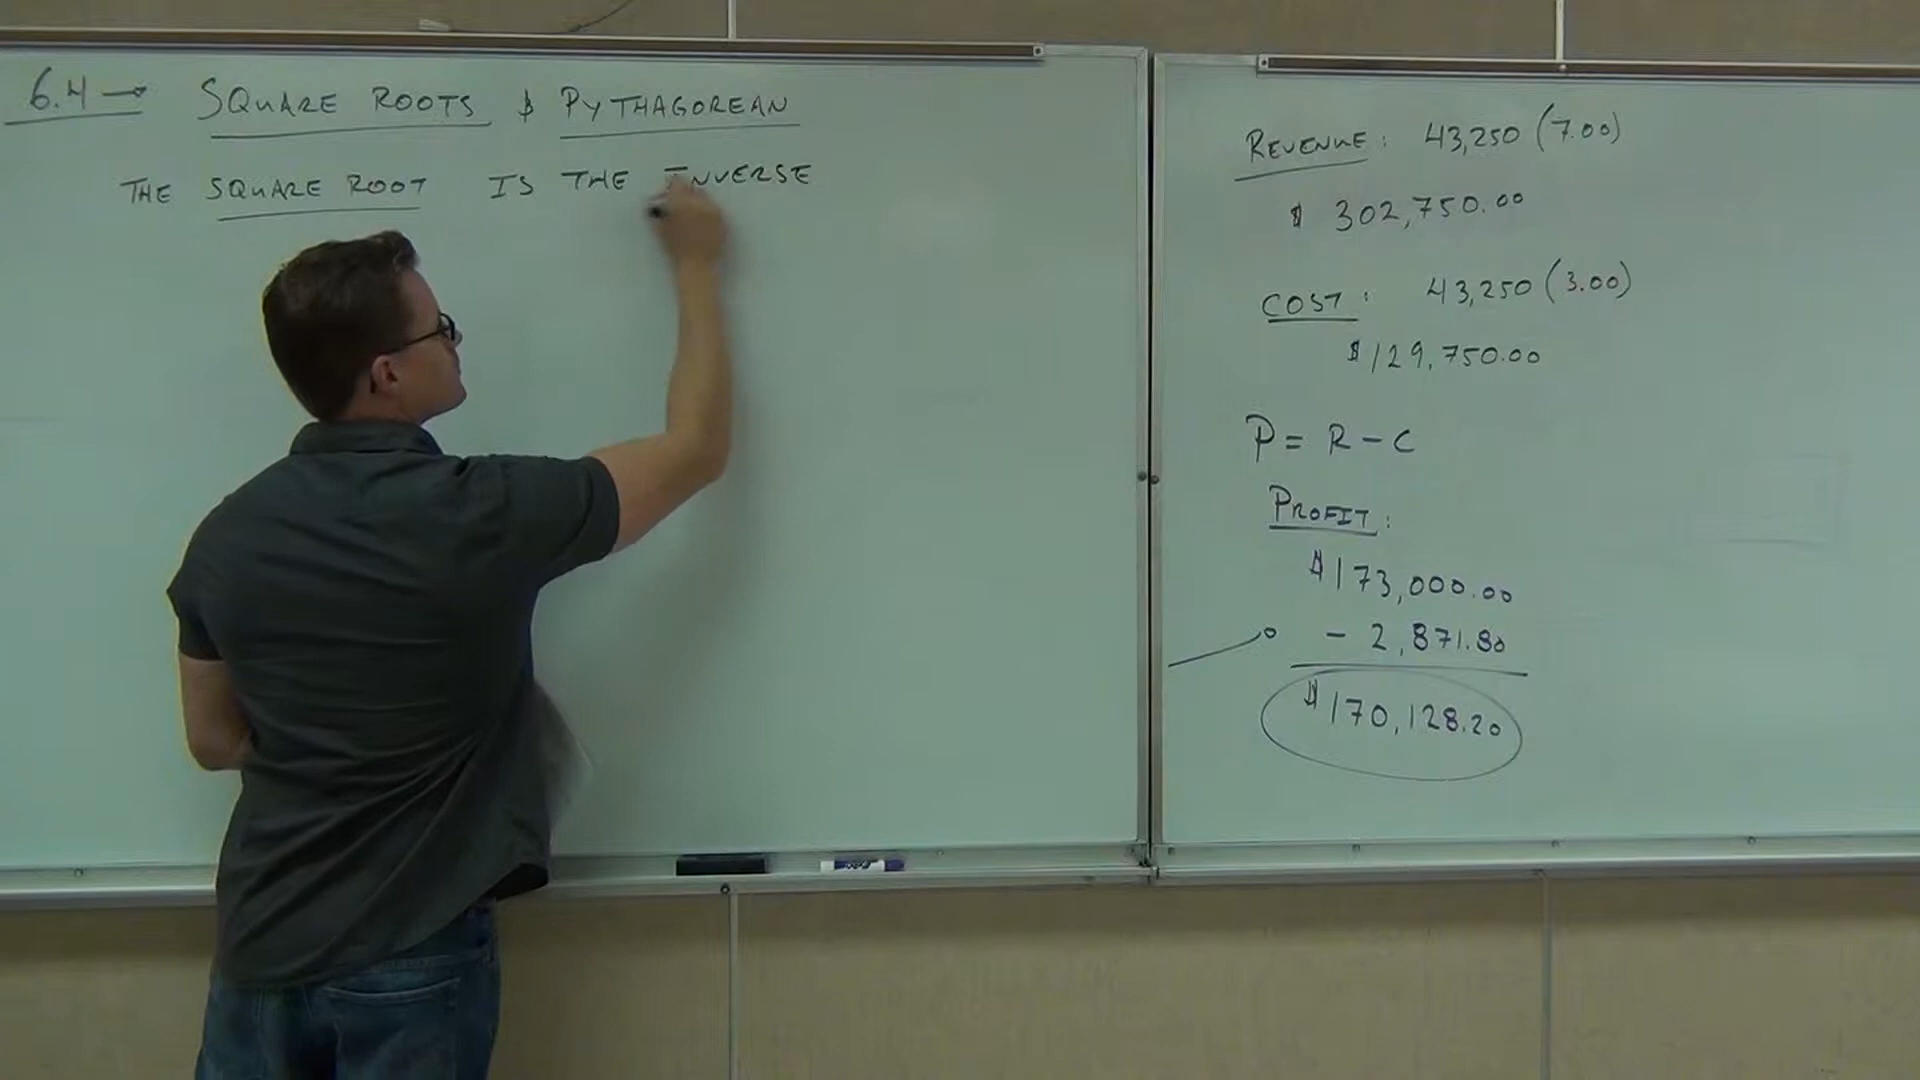 6.4 → SQUARE ROOTS & PYTHAGOREAN
THE SQUARE ROOT IS THE INVERSE
REVENUE: 43,250 (7.00)
$ 302,750.00
COST: 43,250 (3.00)
$129,750.00
P = R - C
PROFIT:
$173,000.00
- 2,871.80
$170,128.20
EXPO